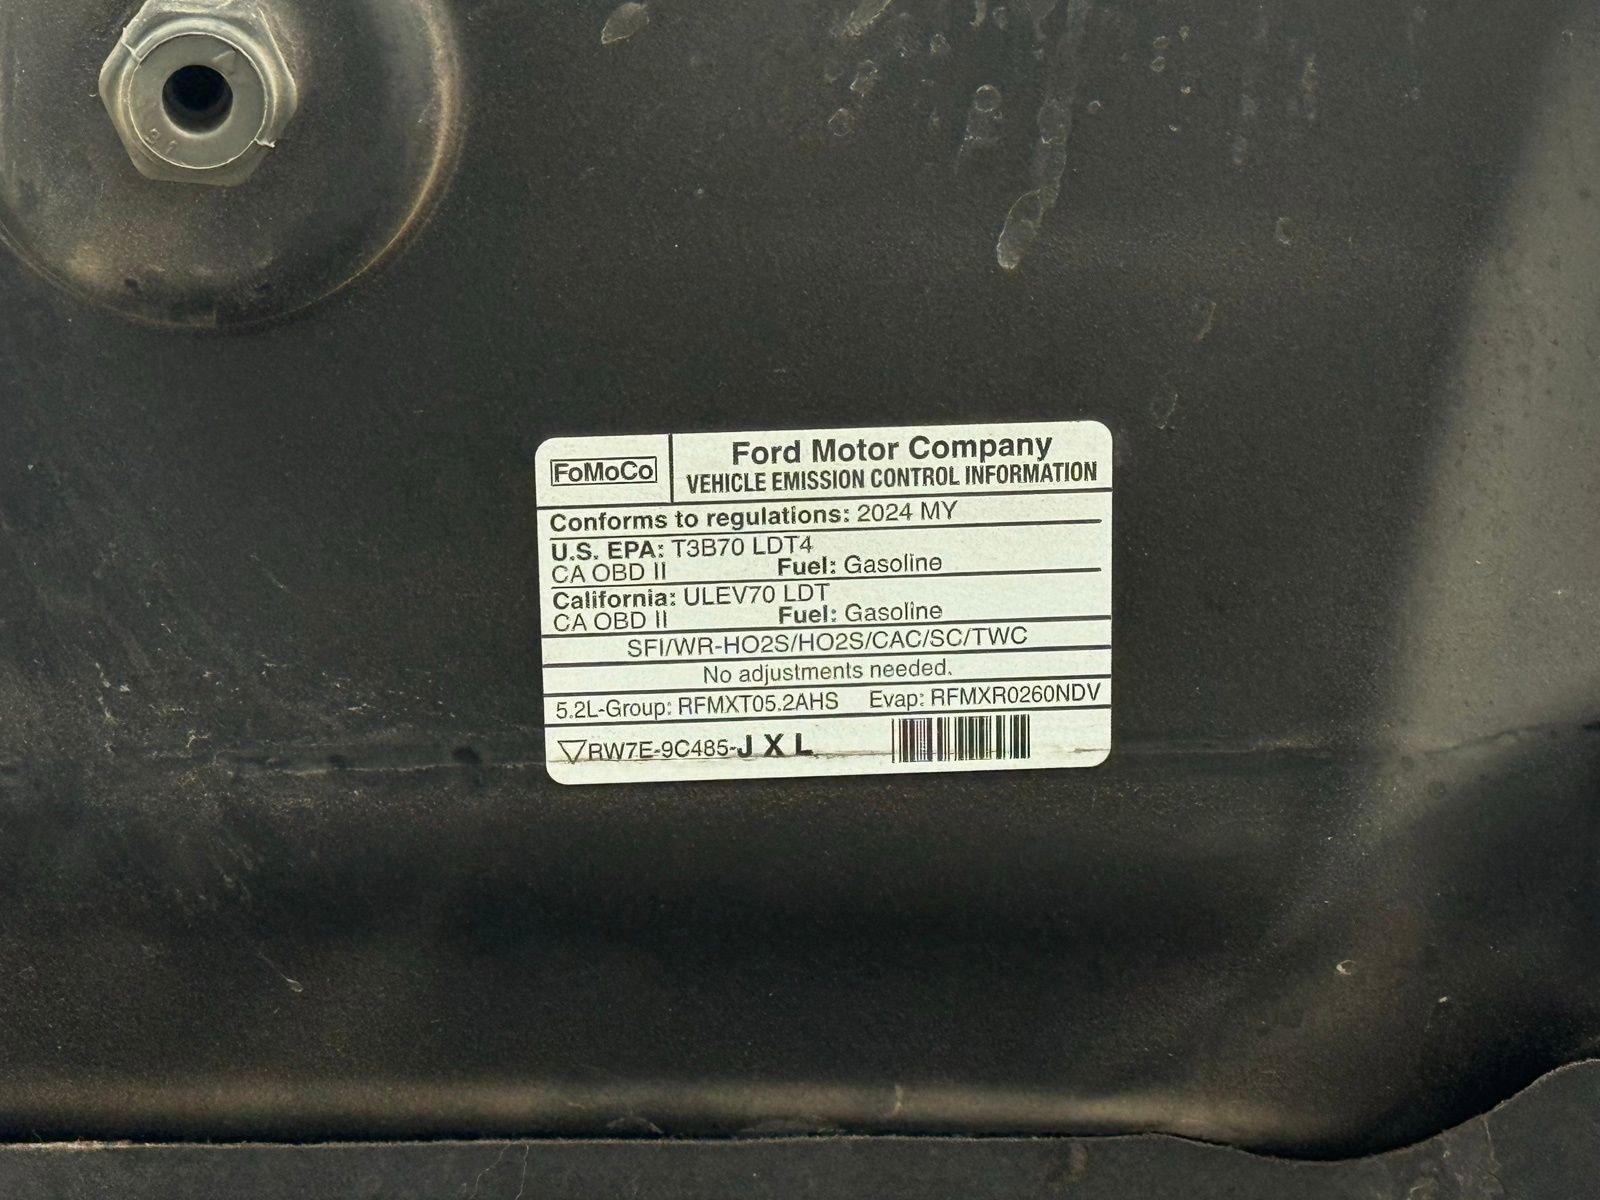 FoMoCo
Ford Motor Company
VEHICLE EMISSION CONTROL INFORMATION
Conforms to regulations: 2024 MY
U.S. EPA: T3B70 LDT4
CA OBD II Fuel: Gasoline
California: ULEV70 LDT
CA OBD II Fuel: Gasoline
SFI/WR-HO2S/HO2S/CAC/SC/TWC
No adjustments needed.
5.2L-Group: RFMXT05.2AHS Evap: RFMXR0260NDV
RW7E-9C485-J X L